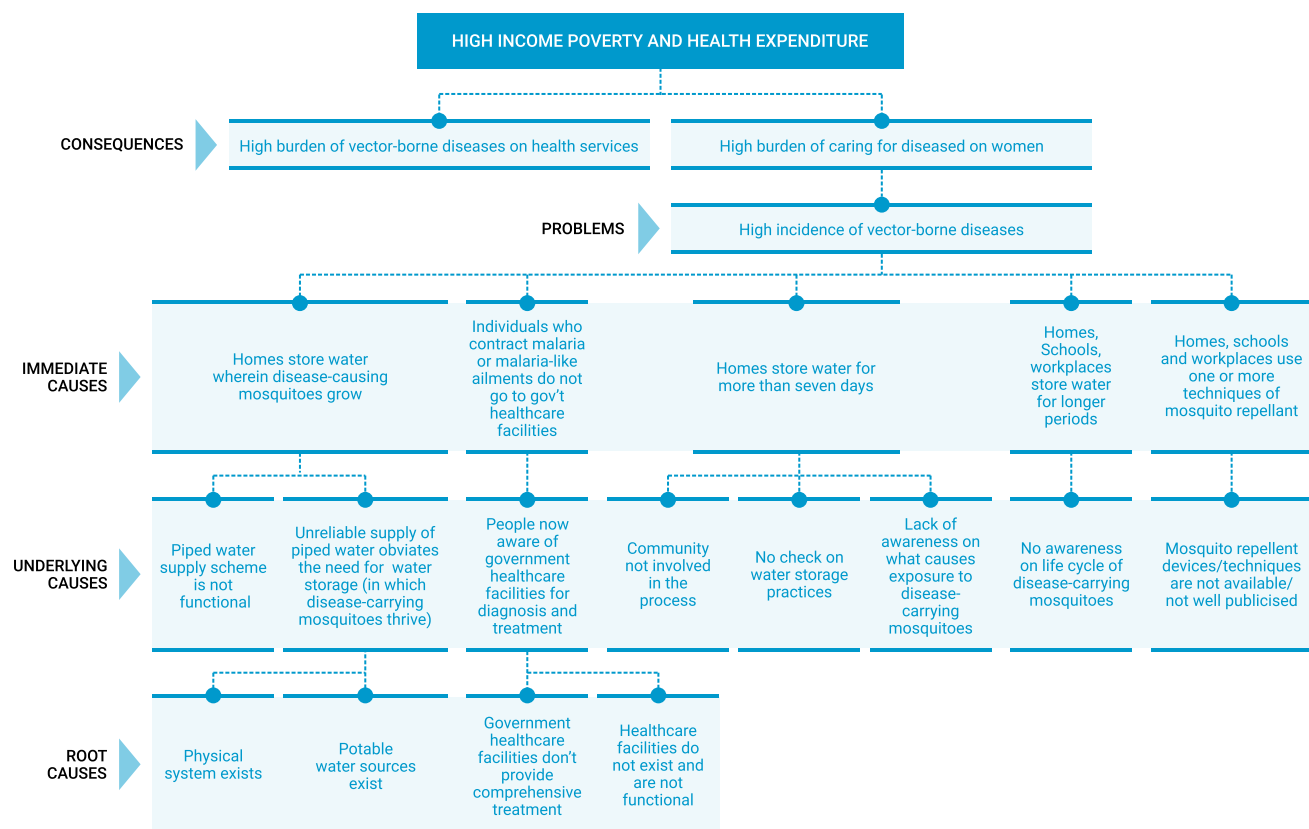 HIGH INCOME POVERTY AND HEALTH EXPENDITURE
CONSEQUENCES
High burden of vector-borne diseases on health services
High burden of caring for diseased on women
PROBLEMS
High incidence of vector-borne diseases
IMMEDIATE
CAUSES
Homes store water
wherein disease-causing
mosquitoes grow
Individuals who
contract malaria
or malaria-like
ailments do not
go to gov’t
healthcare
facilities
Homes store water for
more than seven days
Homes,
Schools,
workplaces
store water
for longer
periods
Homes, schools
and workplaces use
one or more
techniques of
mosquito repellant
UNDERLYING
CAUSES
Piped water
supply scheme
is not
functional
Unreliable supply of
piped water obviates
the need for water
storage (in which
disease-carrying
mosquitoes thrive)
People now
aware of
government
healthcare
facilities for
diagnosis and
treatment
Community
not involved
in the
process
No check on
water storage
practices
Lack of
awareness on
what causes
exposure to
disease-
carrying
mosquitoes
No awareness
on life cycle of
disease-carrying
mosquitoes
Mosquito repellent
devices/techniques
are not available/
not well publicised
ROOT
CAUSES
Physical
system exists
Potable
water sources
exist
Government
healthcare
facilities don’t
provide
comprehensive
treatment
Healthcare
facilities do
not exist and
are not
functional